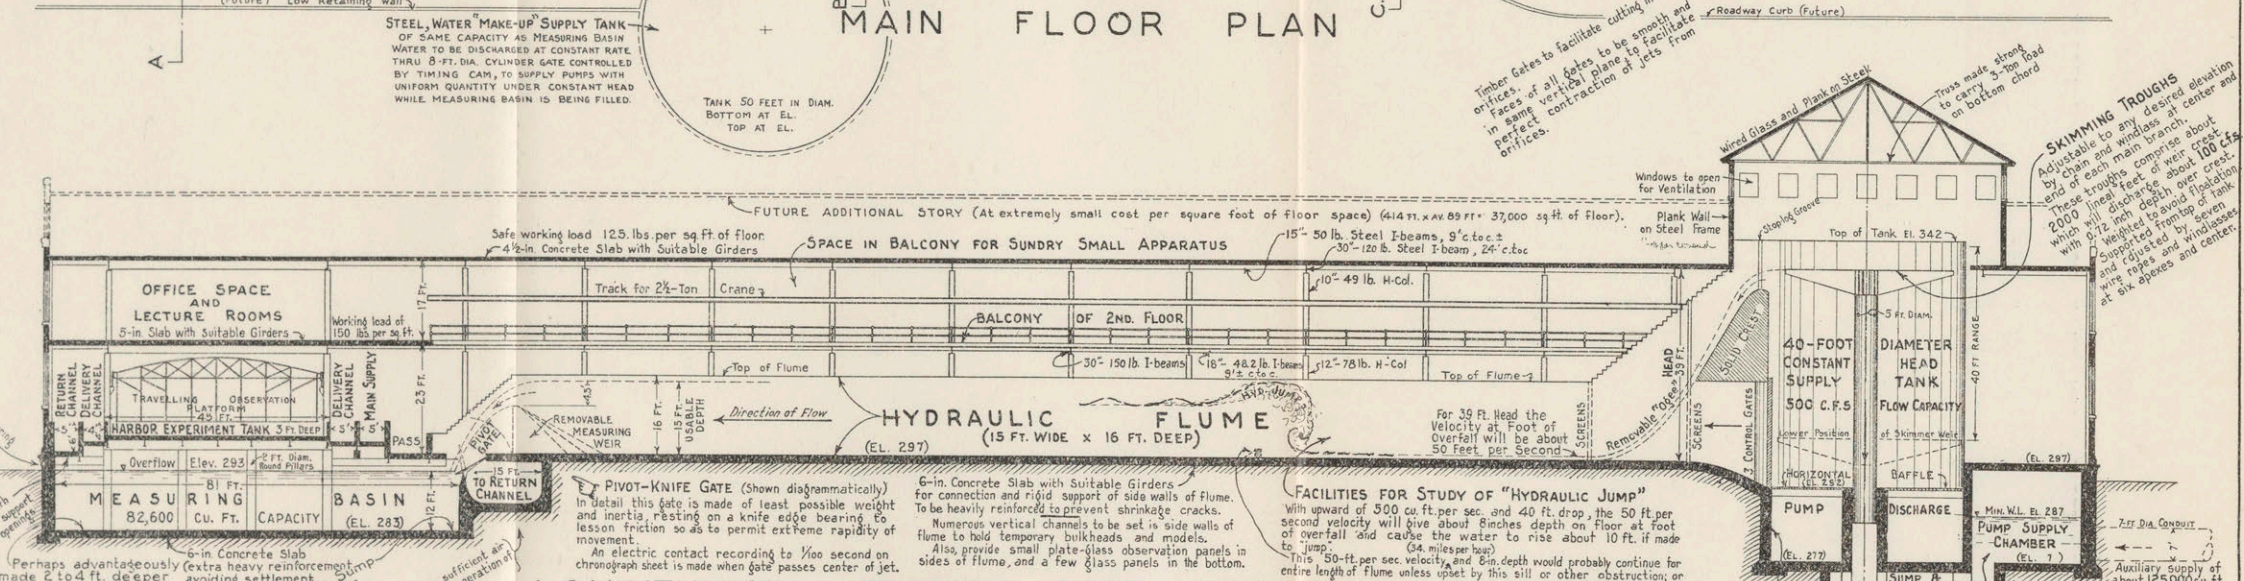 (Future) Low Retaining Wall
STEEL, WATER "MAKE-UP" SUPPLY TANK
OF SAME CAPACITY AS MEASURING BASIN
WATER TO BE DISCHARGED AT CONSTANT RATE
THRU 8-FT. DIA. CYLINDER GATE CONTROLLED
BY TIMING CAM, TO SUPPLY PUMPS WITH
UNIFORM QUANTITY UNDER CONSTANT HEAD
WHILE MEASURING BASIN IS BEING FILLED.
A
TANK 50 FEET IN DIAM.
BOTTOM AT EL.
TOP AT EL.
MAIN FLOOR PLAN
C
Roadway Curb (Future)
Timber Gates to facilitate cutting in
orifices.
Faces of all gates to be smooth and
in same vertical plane to facilitate
perfect contraction of jets from
orifices.
Wired Glass and Plank on Steel
Truss made strong
to carry 3-Ton load
on bottom chord
SKIMMING TROUGHS
Adjustable to any desired elevation
by chain and windlass at center and
end of each main branch.
These troughs comprise about
2000 lineal feet of weir crest
which will discharge about 100 c.f.s.
with 0.72 inch depth over crest.
Weighted to avoid floatation
Supported from top of tank
and adjusted by seven
wire ropes and windlasses
at six apexes and center.
Windows to open
for Ventilation
Plank Wall
on Steel Frame
Stoplog Groove
Top of Tank El. 342
FUTURE ADDITIONAL STORY (At extremely small cost per square foot of floor space) (414 FT. x AV. 89 FT = 37,000 sq. ft. of floor).
Safe working load 125. lbs. per sq. ft. of floor.
4½-in. Concrete Slab with Suitable Girders
SPACE IN BALCONY FOR SUNDRY SMALL APPARATUS
15"- 50 lb. Steel I-beams, 9' c. to c. ±
30"-120 lb. Steel I-beam, 24' c. to c
10"- 49 lb. H-Col.
Track for 2½-Ton Crane
OFFICE SPACE
AND
LECTURE ROOMS
5-in. Slab with Suitable Girders
Working load of
150 lbs. per sq. ft.
17 FT.
BALCONY OF 2ND. FLOOR
30"- 150 lb. I-beams
18"- 48.2 lb. I-beams
9'± c. to c.
12"- 78 lb. H-Col
Top of Flume
Top of Flume
RETURN
CHANNEL
DELIVERY
CHANNEL
TRAVELLING OBSERVATION
PLATFORM
45 FT.
HARBOR EXPERIMENT TANK 3 FT. DEEP
DELIVERY
CHANNEL
MAIN SUPPLY
5'
4'
6'
5'
5'
23 FT.
PASS
PIVOT
GATE
REMOVABLE
MEASURING
WEIR
4.5'
16 FT.
15 FT.
USABLE
DEPTH
Direction of Flow
HYDRAULIC FLUME
(15 FT. WIDE x 16 FT. DEEP)
(EL. 297)
HYD. JUMP
For 39 Ft. Head the
Velocity at Foot of
Overfall will be about
50 Feet per Second
SCREENS
Removable "Ogee"
HEAD
39 FT.
SCREENS
SOLID CREST
3 CONTROL GATES
5 FT. DIAM.
40-FOOT DIAMETER
CONSTANT HEAD
SUPPLY TANK
500 C.F.S FLOW CAPACITY
Lower Position of Skimmer Weir
HORIZONTAL BAFFLE
(EL. 292)
40 FT RANGE
(EL. 297)
PUMP DISCHARGE
(EL. 277)
MIN. W.L. EL 287
PUMP SUPPLY
CHAMBER
(EL. 7 )
SUMP &
7-FT DIA. CONDUIT
Auxiliary supply of
Overflow Elev. 293
2 Ft. Diam.
Round Pillars
81 FT.
MEASURING BASIN
82,600 CU. FT. CAPACITY (EL. 283)
12 FT.
15 FT.
TO RETURN
CHANNEL
6-in. Concrete Slab
(extra heavy reinforcement
avoiding settlement
Perhaps advantageously
made 2 to 4 ft. deeper
Sump
sufficient air
support
openings
PIVOT-KNIFE GATE (Shown diagrammatically)
In detail this gate is made of least possible weight
and inertia, resting on a knife edge bearing to
lesson friction so as to permit extreme rapidity of
movement.
An electric contact recording to 1/100 second on
chronograph sheet is made when gate passes center of jet.
6-in. Concrete Slab with Suitable Girders
for connection and rigid support of side walls of flume.
To be heavily reinforced to prevent shrinkage cracks.
Numerous vertical channels to be set is side walls of
flume to hold temporary bulkheads and models.
Also, provide small plate-glass observation panels in
sides of flume, and a few glass panels in the bottom.
FACILITIES FOR STUDY OF "HYDRAULIC JUMP"
With upward of 500 cu. ft. per sec. and 40 ft. drop, the 50 ft. per
second velocity will give about 8 inches depth on floor at foot
of overfall and cause the water to rise about 10 ft. if made
to "jump".
(34. miles per hour)
This 50-ft. per sec. velocity, and 8-in. depth would probably continue for
entire length of flume unless upset by this sill or other obstruction; or